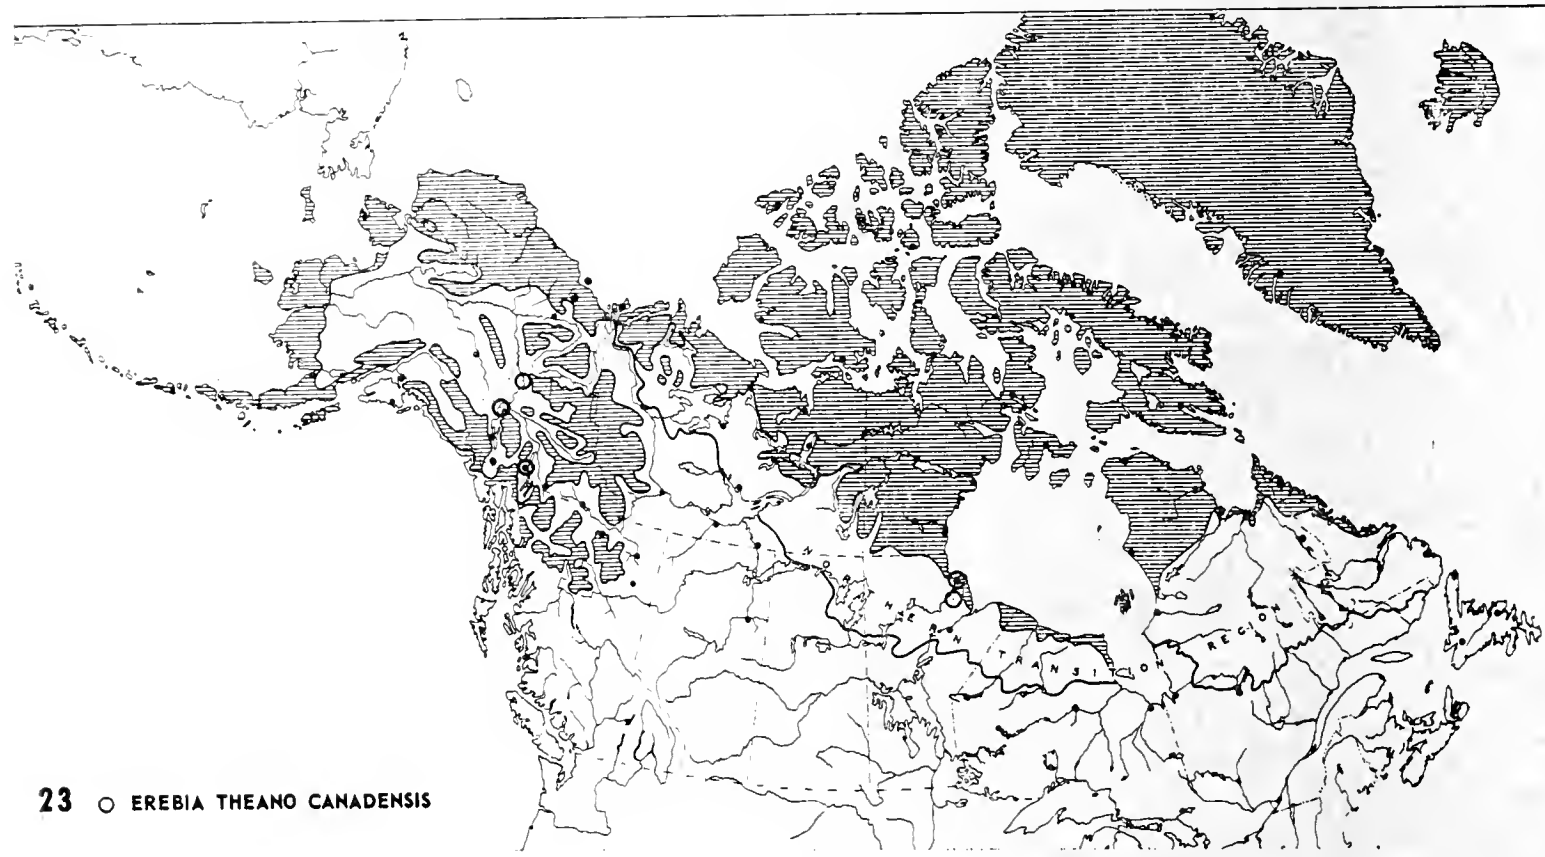 NORTHERN TRANSITION REGION
23 ○ EREBIA THEANO CANADENSIS